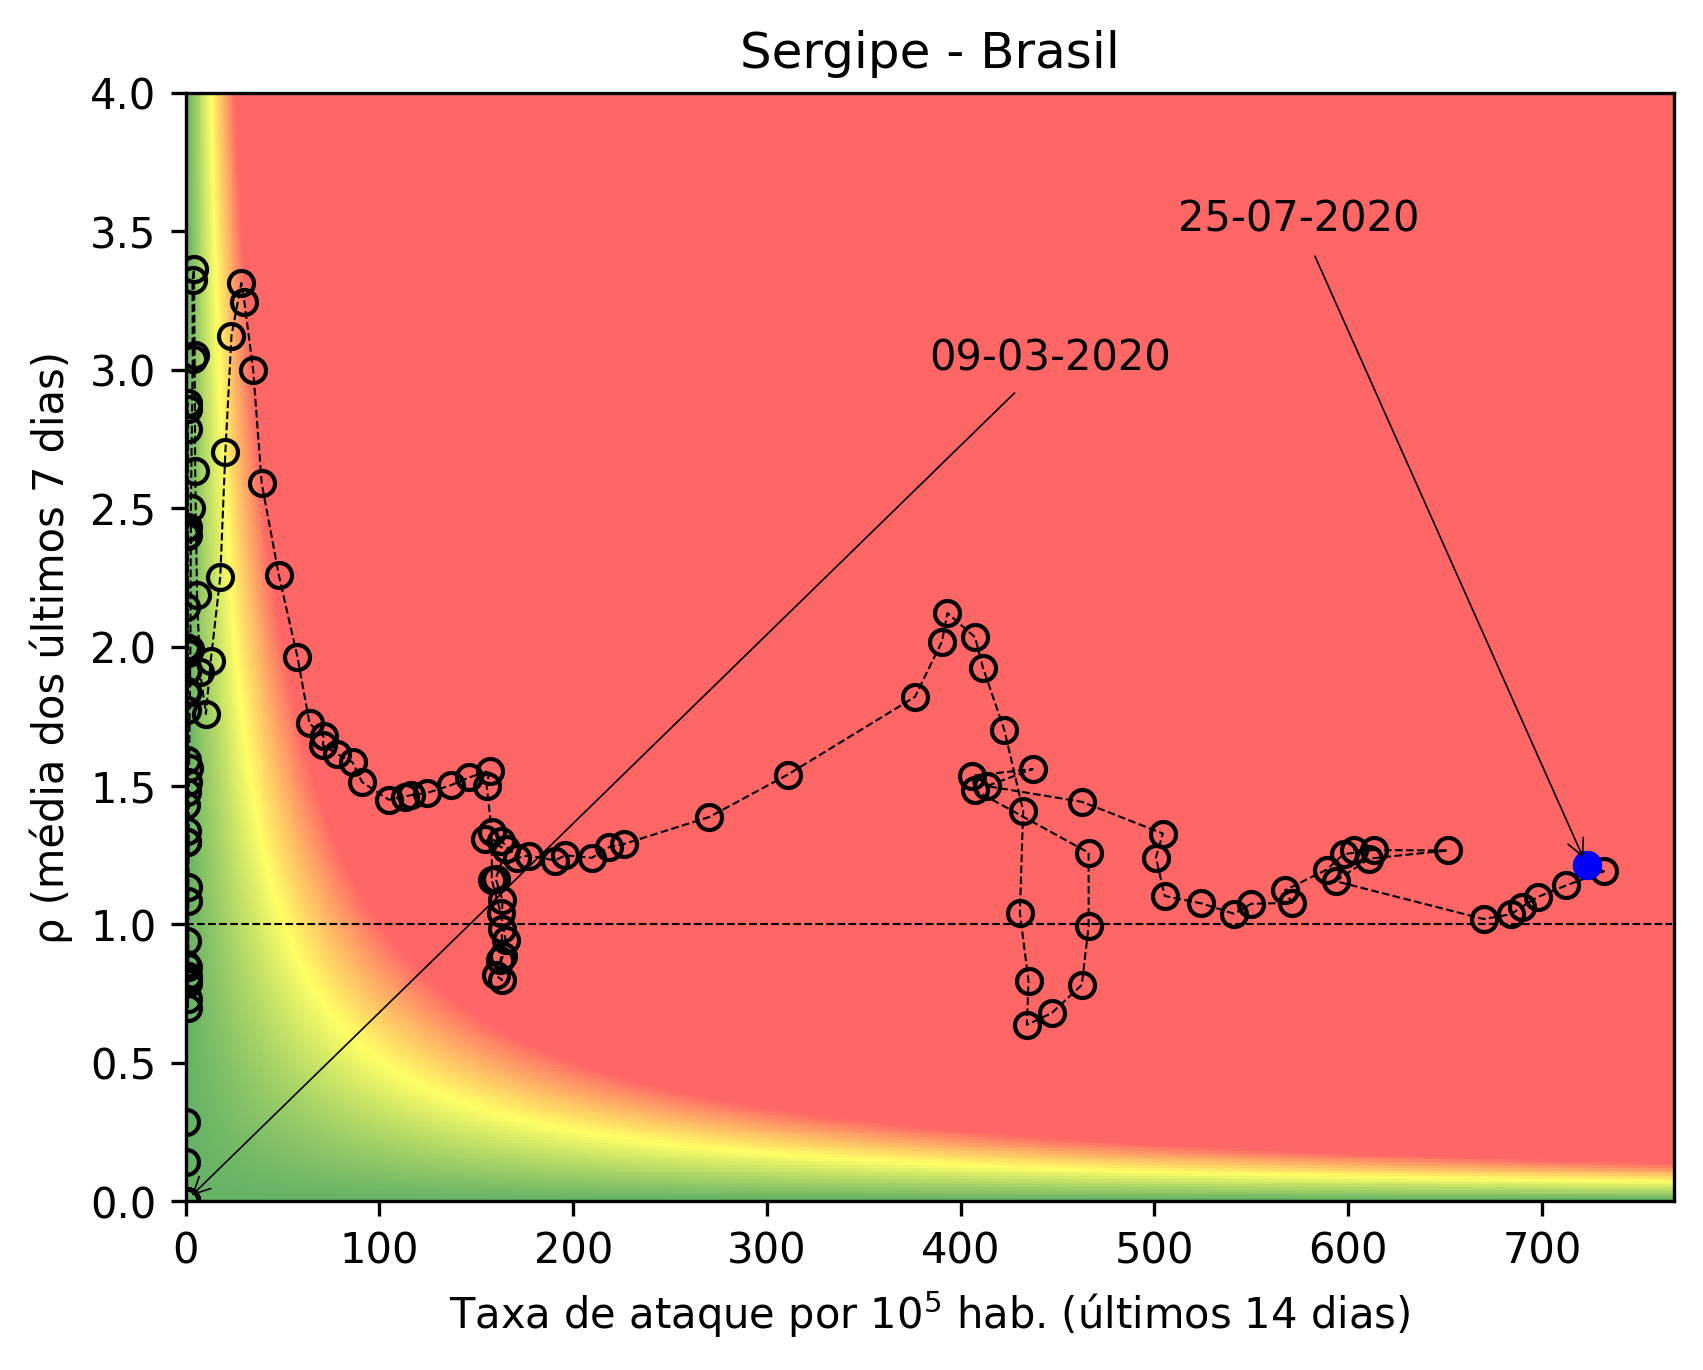 Sergipe - Brasil
4.0
3.5
3.0
2.5
2.0
1.5
1.0
0.5
0.0
ρ (média dos últimos 7 dias)
25-07-2020
09-03-2020
0 100 200 300 400 500 600 700
Taxa de ataque por 10⁵ hab. (últimos 14 dias)